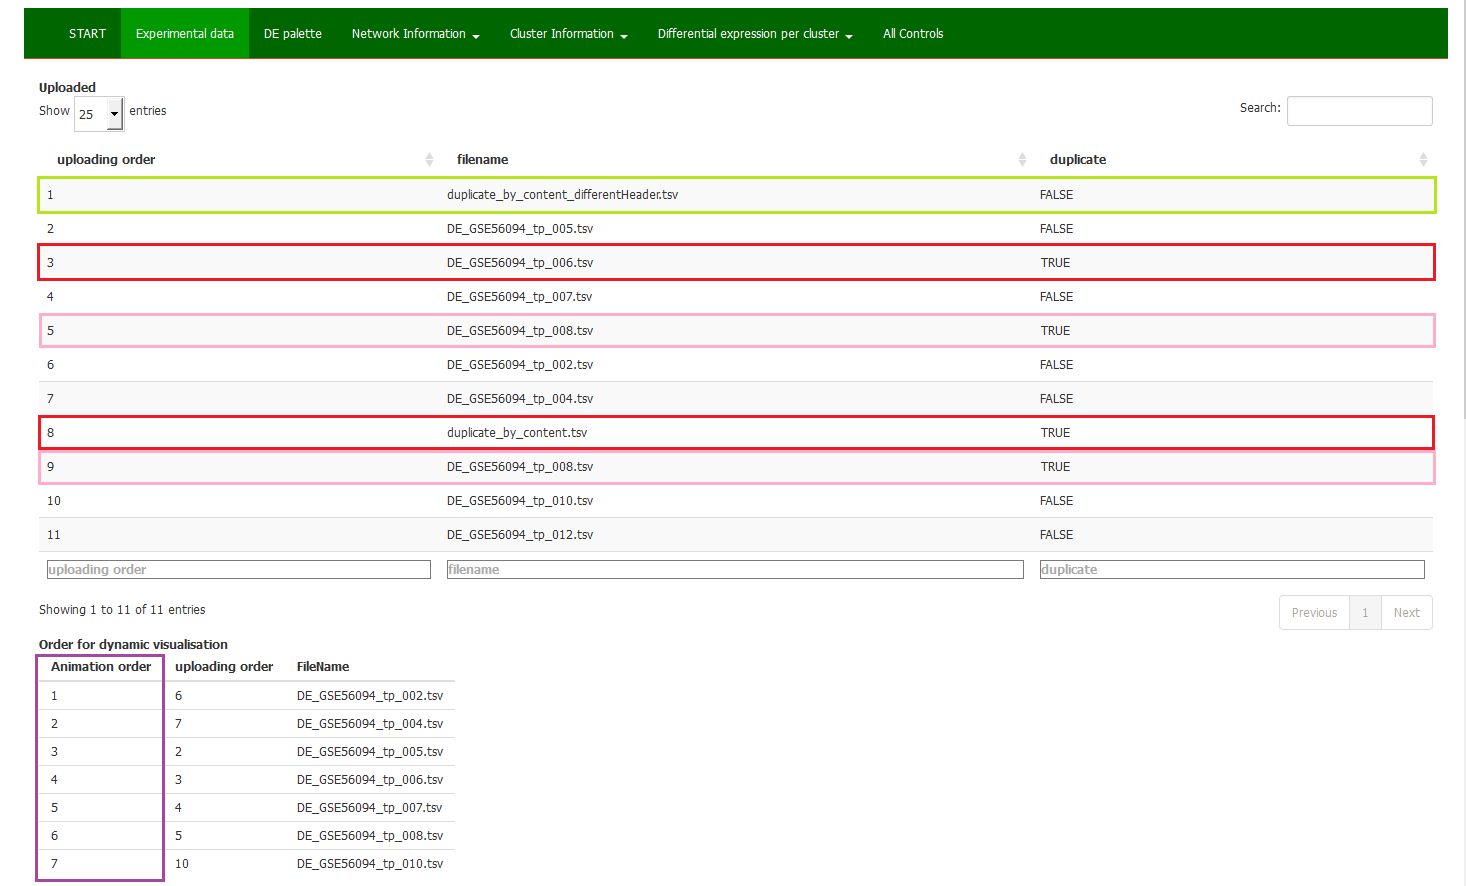 START Experimental data DE palette Network Information Cluster Information Differential expression per cluster All Controls
Uploaded
Show 25 entries Search:
uploading order filename duplicate
1 duplicate_by_content_differentHeader.tsv FALSE
2 DE_GSE56094_tp_005.tsv FALSE
3 DE_GSE56094_tp_006.tsv TRUE
4 DE_GSE56094_tp_007.tsv FALSE
5 DE_GSE56094_tp_008.tsv TRUE
6 DE_GSE56094_tp_002.tsv FALSE
7 DE_GSE56094_tp_004.tsv FALSE
8 duplicate_by_content.tsv TRUE
9 DE_GSE56094_tp_008.tsv TRUE
10 DE_GSE56094_tp_010.tsv FALSE
11 DE_GSE56094_tp_012.tsv FALSE
uploading order filename duplicate
Showing 1 to 11 of 11 entries Previous 1 Next
Order for dynamic visualisation
Animation order uploading order FileName
1 6 DE_GSE56094_tp_002.tsv
2 7 DE_GSE56094_tp_004.tsv
3 2 DE_GSE56094_tp_005.tsv
4 3 DE_GSE56094_tp_006.tsv
5 4 DE_GSE56094_tp_007.tsv
6 5 DE_GSE56094_tp_008.tsv
7 10 DE_GSE56094_tp_010.tsv